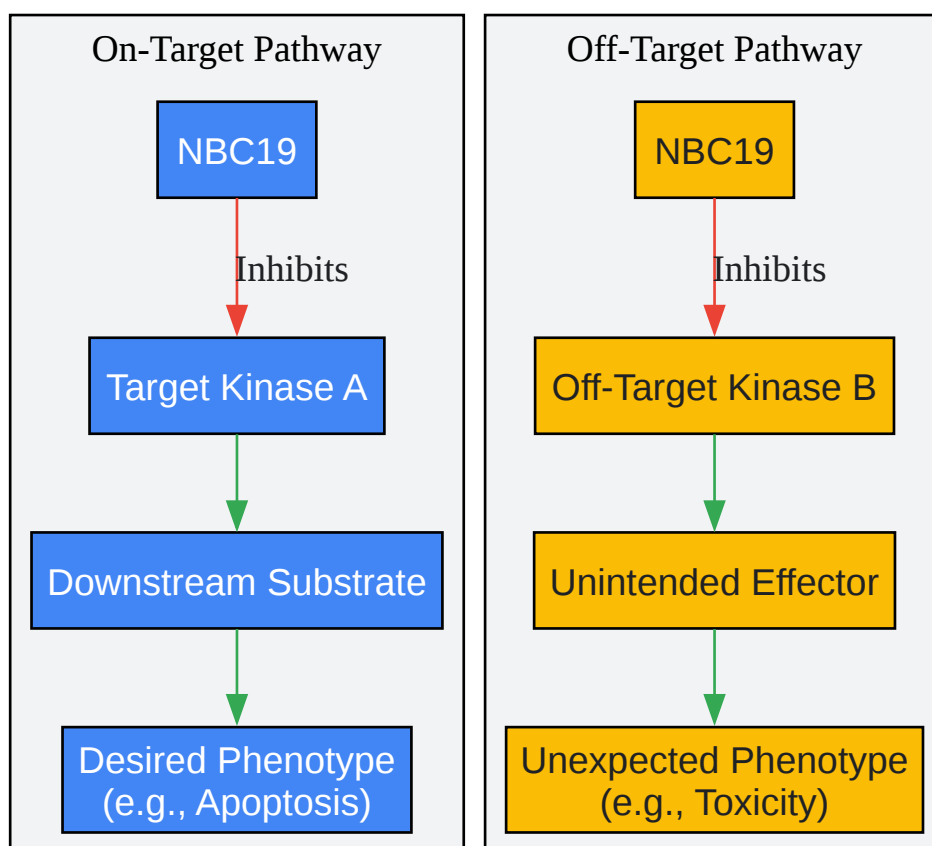 On-Target Pathway
NBC19
Inhibits
Target Kinase A
Downstream Substrate
Desired Phenotype
(e.g., Apoptosis)
Off-Target Pathway
NBC19
Inhibits
Off-Target Kinase B
Unintended Effector
Unexpected Phenotype
(e.g., Toxicity)